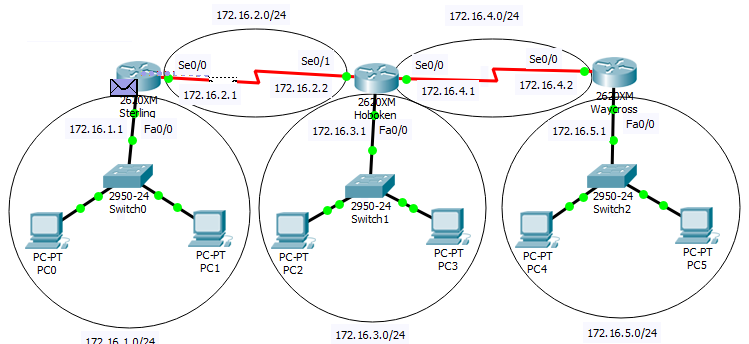 172.16.2.0/24
172.16.4.0/24
Se0/0
Se0/1
Se0/0
Se0/0
172.16.2.1
172.16.2.2
172.16.4.1
172.16.4.2
2620XM
Sterling
2620XM
Hoboken
2620XM
Waycross
172.16.1.1
Fa0/0
172.16.3.1
Fa0/0
172.16.5.1
Fa0/0
2950-24
Switch0
2950-24
Switch1
2950-24
Switch2
PC-PT
PC0
PC-PT
PC1
PC-PT
PC2
PC-PT
PC3
PC-PT
PC4
PC-PT
PC5
172.16.1.0/24
172.16.3.0/24
172.16.5.0/24